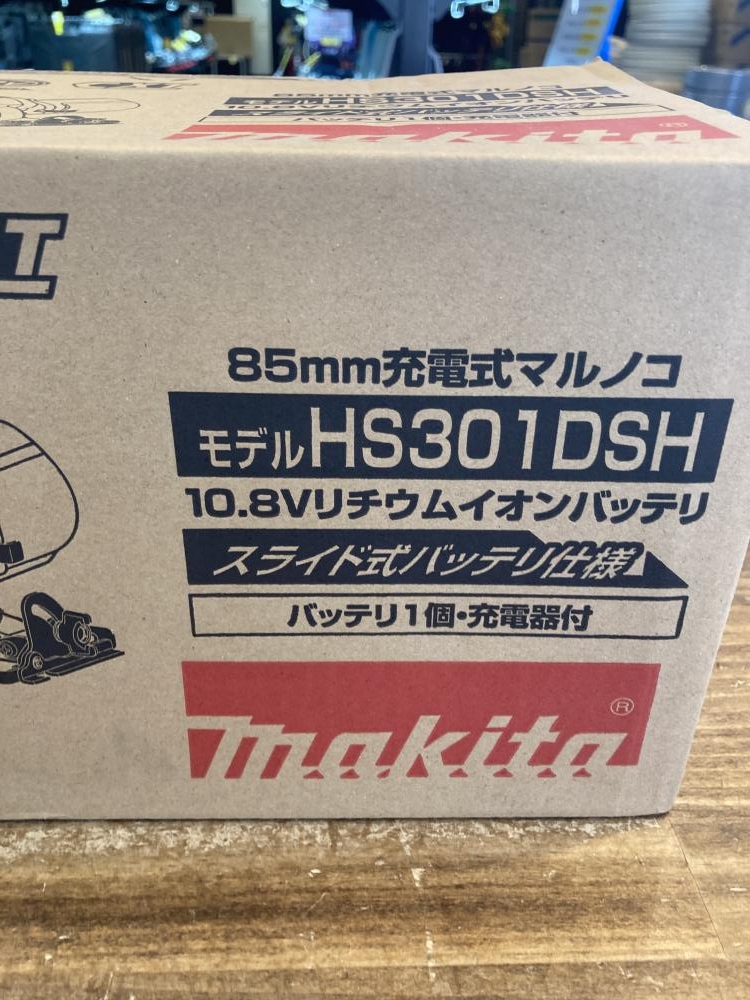 85mm充電式マルノコ
モデルHS301DSH
10.8Vリチウムイオンバッテリ
スライド式バッテリ仕様
バッテリ1個・充電器付
makita®